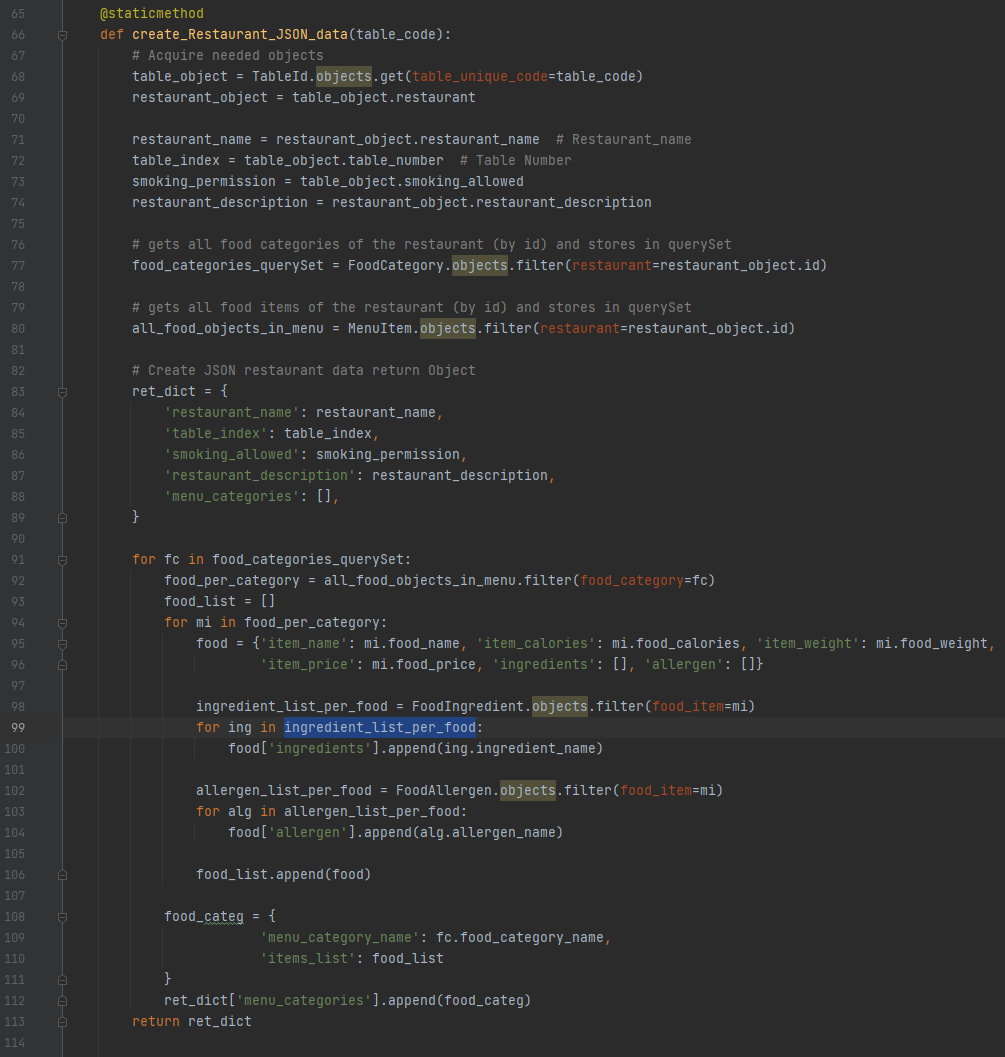 65 @staticmethod
66 def create_Restaurant_JSON_data(table_code):
67 # Acquire needed objects
68 table_object = TableId.objects.get(table_unique_code=table_code)
69 restaurant_object = table_object.restaurant
70
71 restaurant_name = restaurant_object.restaurant_name  # Restaurant_name
72 table_index = table_object.table_number  # Table Number
73 smoking_permission = table_object.smoking_allowed
74 restaurant_description = restaurant_object.restaurant_description
75
76 # gets all food categories of the restaurant (by id) and stores in querySet
77 food_categories_querySet = FoodCategory.objects.filter(restaurant=restaurant_object.id)
78
79 # gets all food items of the restaurant (by id) and stores in querySet
80 all_food_objects_in_menu = MenuItem.objects.filter(restaurant=restaurant_object.id)
81
82 # Create JSON restaurant data return Object
83 ret_dict = {
84 'restaurant_name': restaurant_name,
85 'table_index': table_index,
86 'smoking_allowed': smoking_permission,
87 'restaurant_description': restaurant_description,
88 'menu_categories': [],
89 }
90
91 for fc in food_categories_querySet:
92 food_per_category = all_food_objects_in_menu.filter(food_category=fc)
93 food_list = []
94 for mi in food_per_category:
95 food = {'item_name': mi.food_name, 'item_calories': mi.food_calories, 'item_weight': mi.food_weight,
96 'item_price': mi.food_price, 'ingredients': [], 'allergen': []}
97
98 ingredient_list_per_food = FoodIngredient.objects.filter(food_item=mi)
99 for ing in ingredient_list_per_food:
100 food['ingredients'].append(ing.ingredient_name)
101
102 allergen_list_per_food = FoodAllergen.objects.filter(food_item=mi)
103 for alg in allergen_list_per_food:
104 food['allergen'].append(alg.allergen_name)
105
106 food_list.append(food)
107
108 food_categ = {
109 'menu_category_name': fc.food_category_name,
110 'items_list': food_list
111 }
112 ret_dict['menu_categories'].append(food_categ)
113 return ret_dict
114